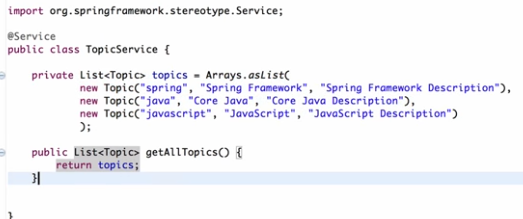 import org.springframework.stereotype.Service;
@Service
public class TopicService {
private List<Topic> topics = Arrays.asList(
new Topic("spring", "Spring Framework", "Spring Framework Description"),
new Topic("java", "Core Java", "Core Java Description"),
new Topic("javascript", "JavaScript", "JavaScript Description")
);
public List<Topic> getAllTopics() {
return topics;
}
}